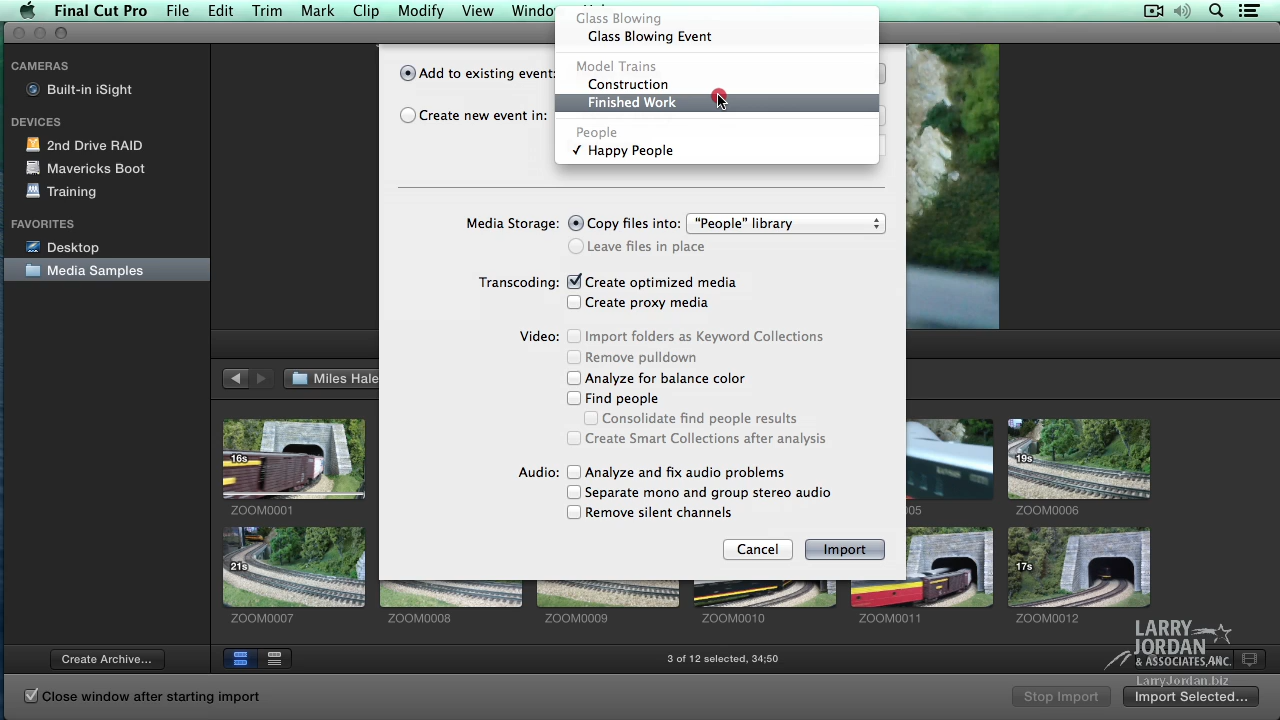 Final Cut Pro File Edit Trim Mark Clip Modify View Window
Glass Blowing
Glass Blowing Event
Model Trains
Construction
Finished Work
People
✓ Happy People
CAMERAS
Built-in iSight
DEVICES
2nd Drive RAID
Mavericks Boot
Training
FAVORITES
Desktop
Media Samples
Add to existing event:
Create new event in:
Media Storage: Copy files into: "People" library
Leave files in place
Transcoding: Create optimized media
Create proxy media
Video: Import folders as Keyword Collections
Remove pulldown
Analyze for balance color
Find people
Consolidate find people results
Create Smart Collections after analysis
Audio: Analyze and fix audio problems
Separate mono and group stereo audio
Remove silent channels
Cancel Import
Miles Hale
16s
19s
ZOOM0001
05
ZOOM0006
21s
17s
ZOOM0007
ZOOM0008
ZOOM0009
ZOOM0010
ZOOM0011
ZOOM0012
Create Archive...
3 of 12 selected, 34;50
LARRY
JORDAN
& ASSOCIATES, INC.
LarryJordan.biz
Close window after starting import
Stop Import
Import Selected...